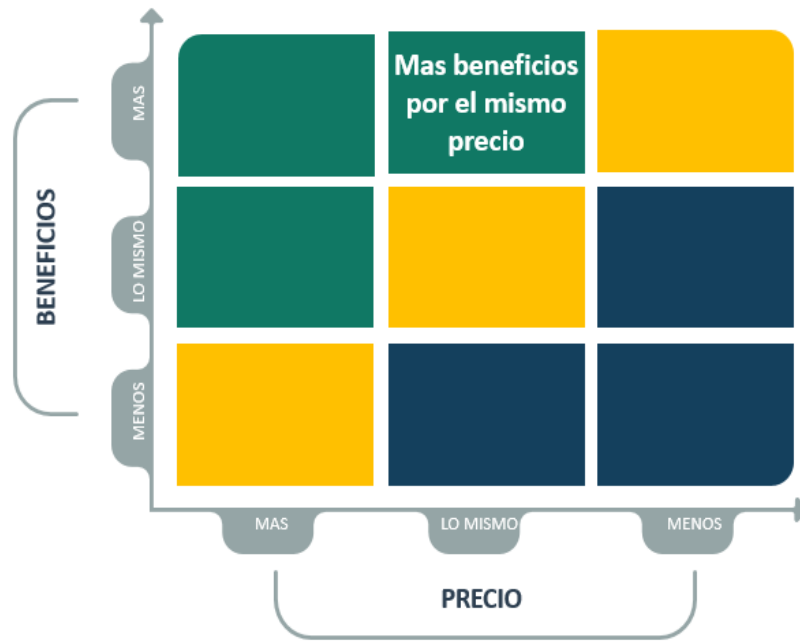 BENEFICIOS
MAS
LO MISMO
MENOS
Mas beneficios
por el mismo
precio
MAS
LO MISMO
MENOS
PRECIO